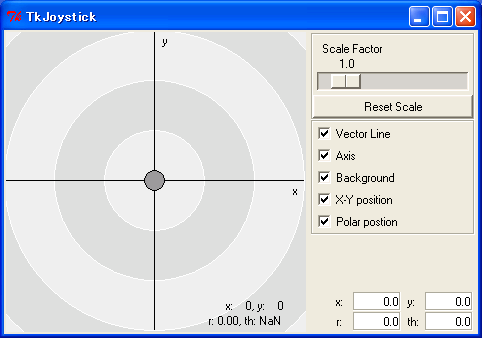 TkJoystick
y
x
x: 0, y: 0
r: 0.00, th: NaN
Scale Factor
1.0
Reset Scale
Vector Line
Axis
Background
X-Y position
Polar postion
x: 0.0 y: 0.0
r: 0.0 th: 0.0